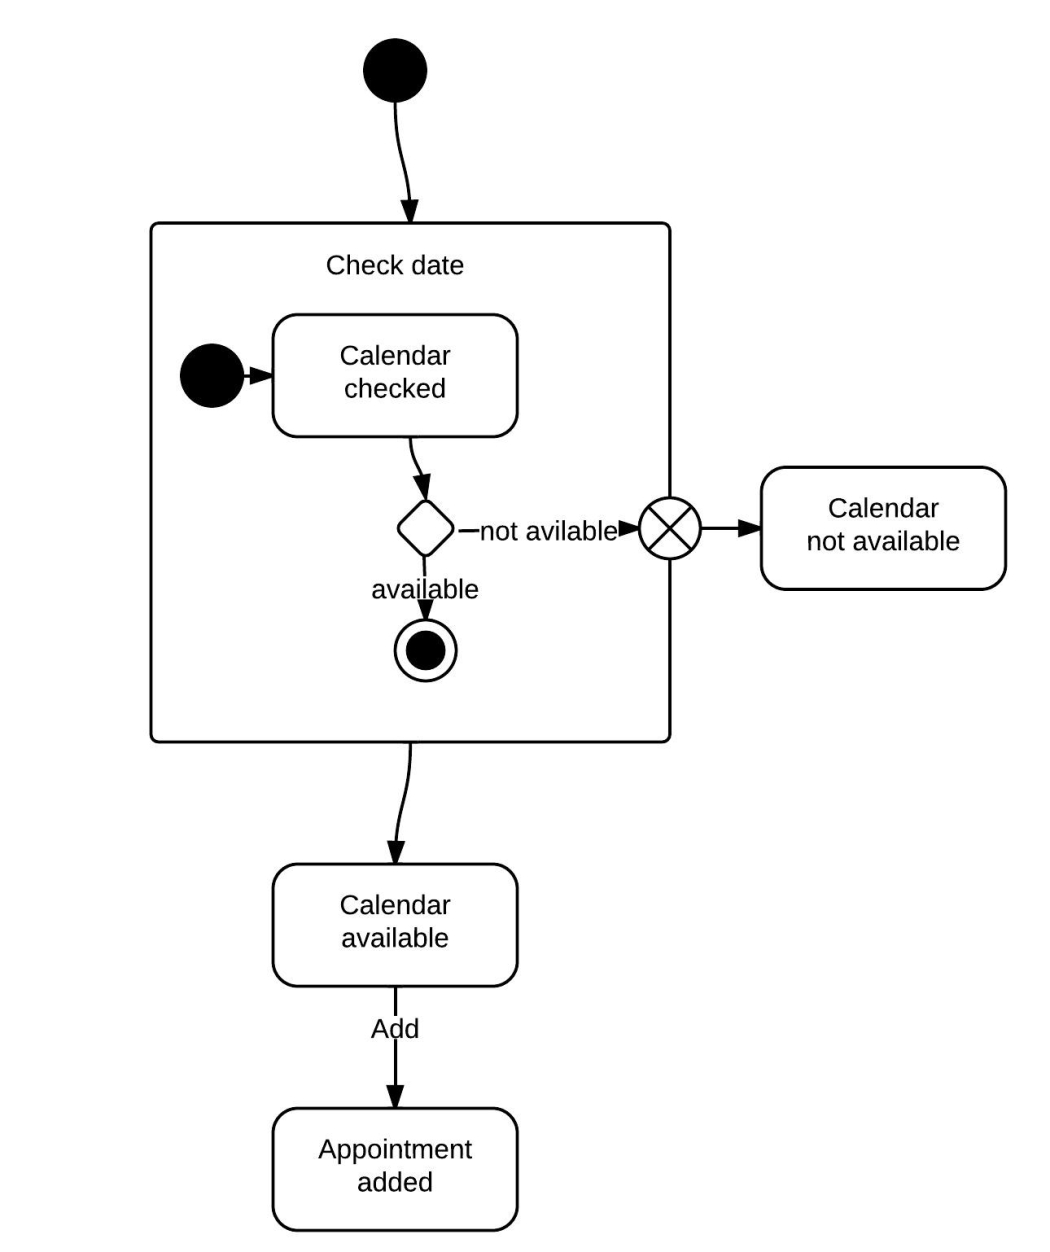 Check date
Calendar
checked
not avilable
Calendar
not available
available
Calendar
available
Add
Appointment
added